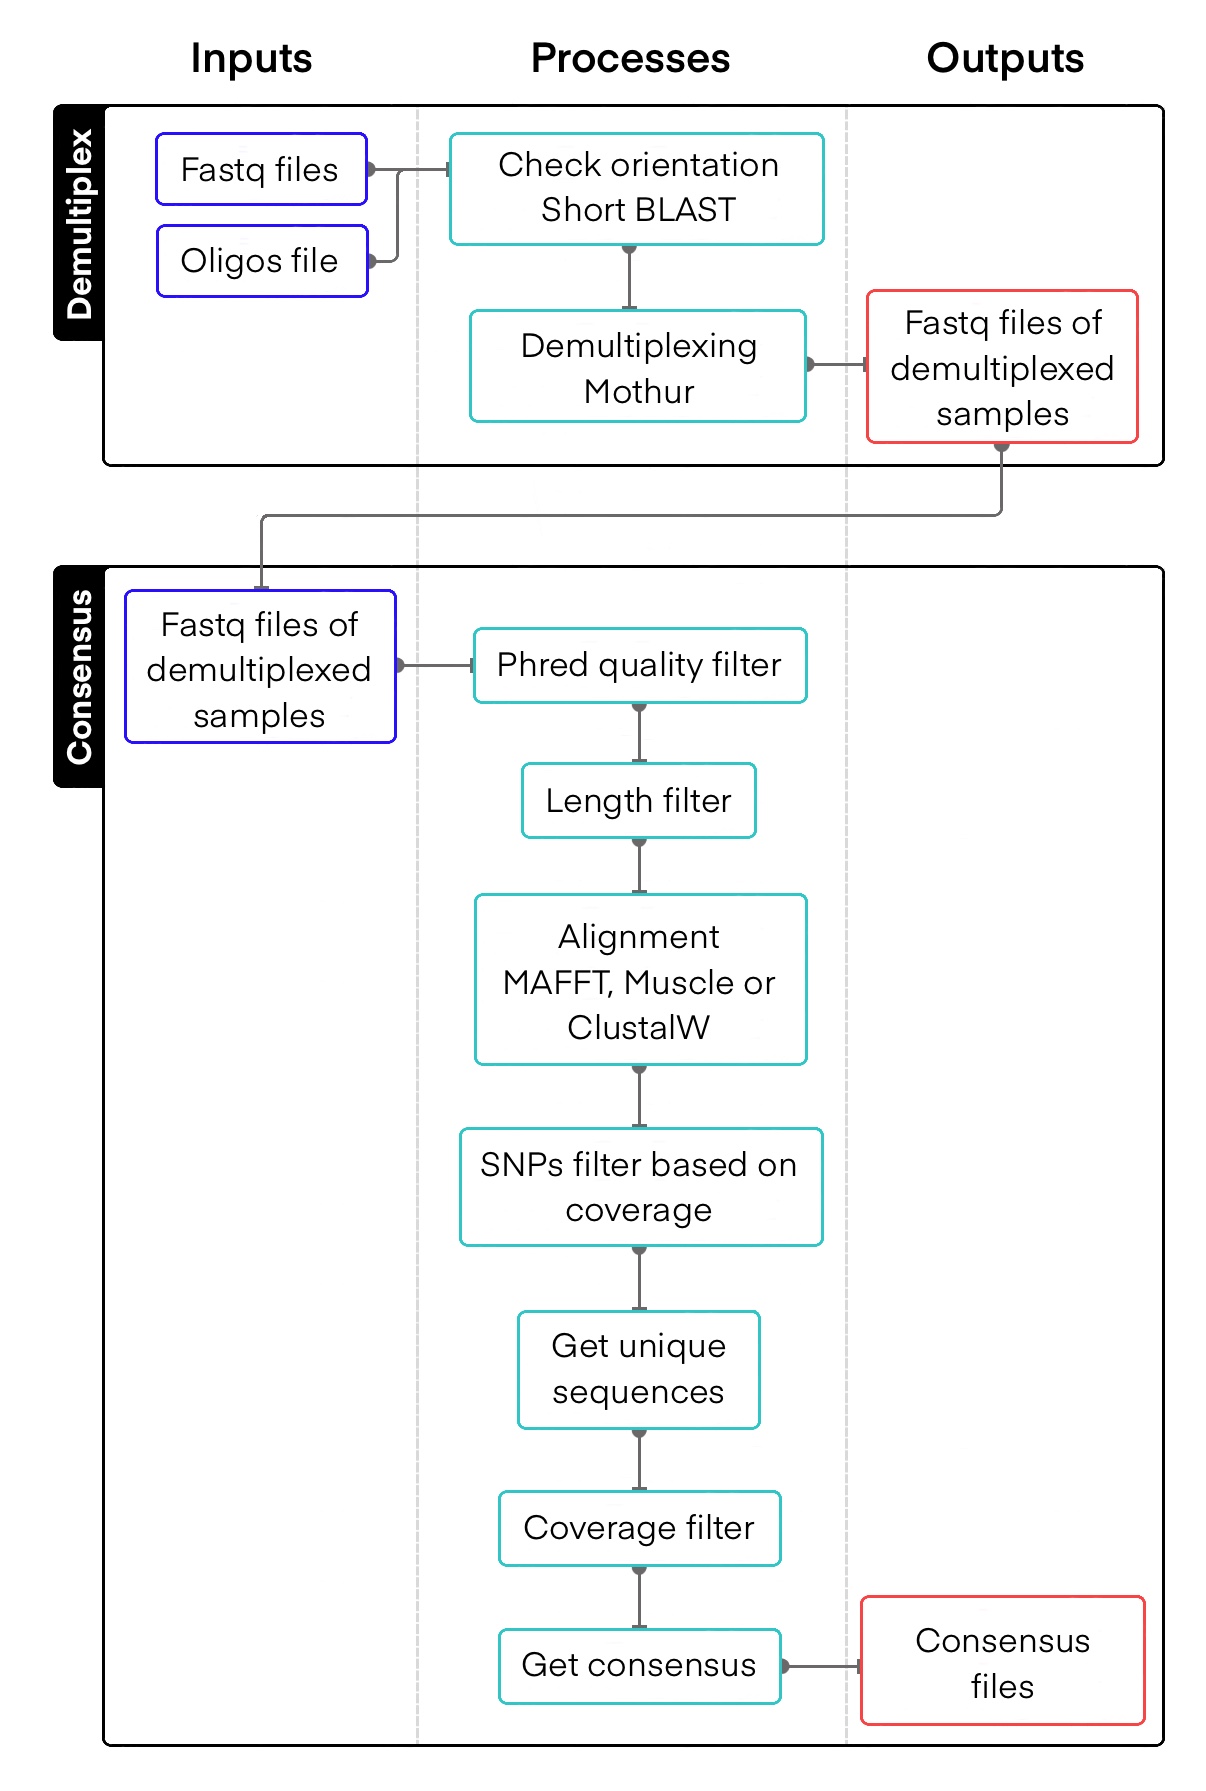 Inputs
Processes
Outputs
Demultiplex
Fastq files
Oligos file
Check orientation
Short BLAST
Demultiplexing
Mothur
Fastq files of
demultiplexed
samples
Consensus
Fastq files of
demultiplexed
samples
Phred quality filter
Length filter
Alignment
MAFFT, Muscle or
ClustalW
SNPs filter based on
coverage
Get unique
sequences
Coverage filter
Get consensus
Consensus
files